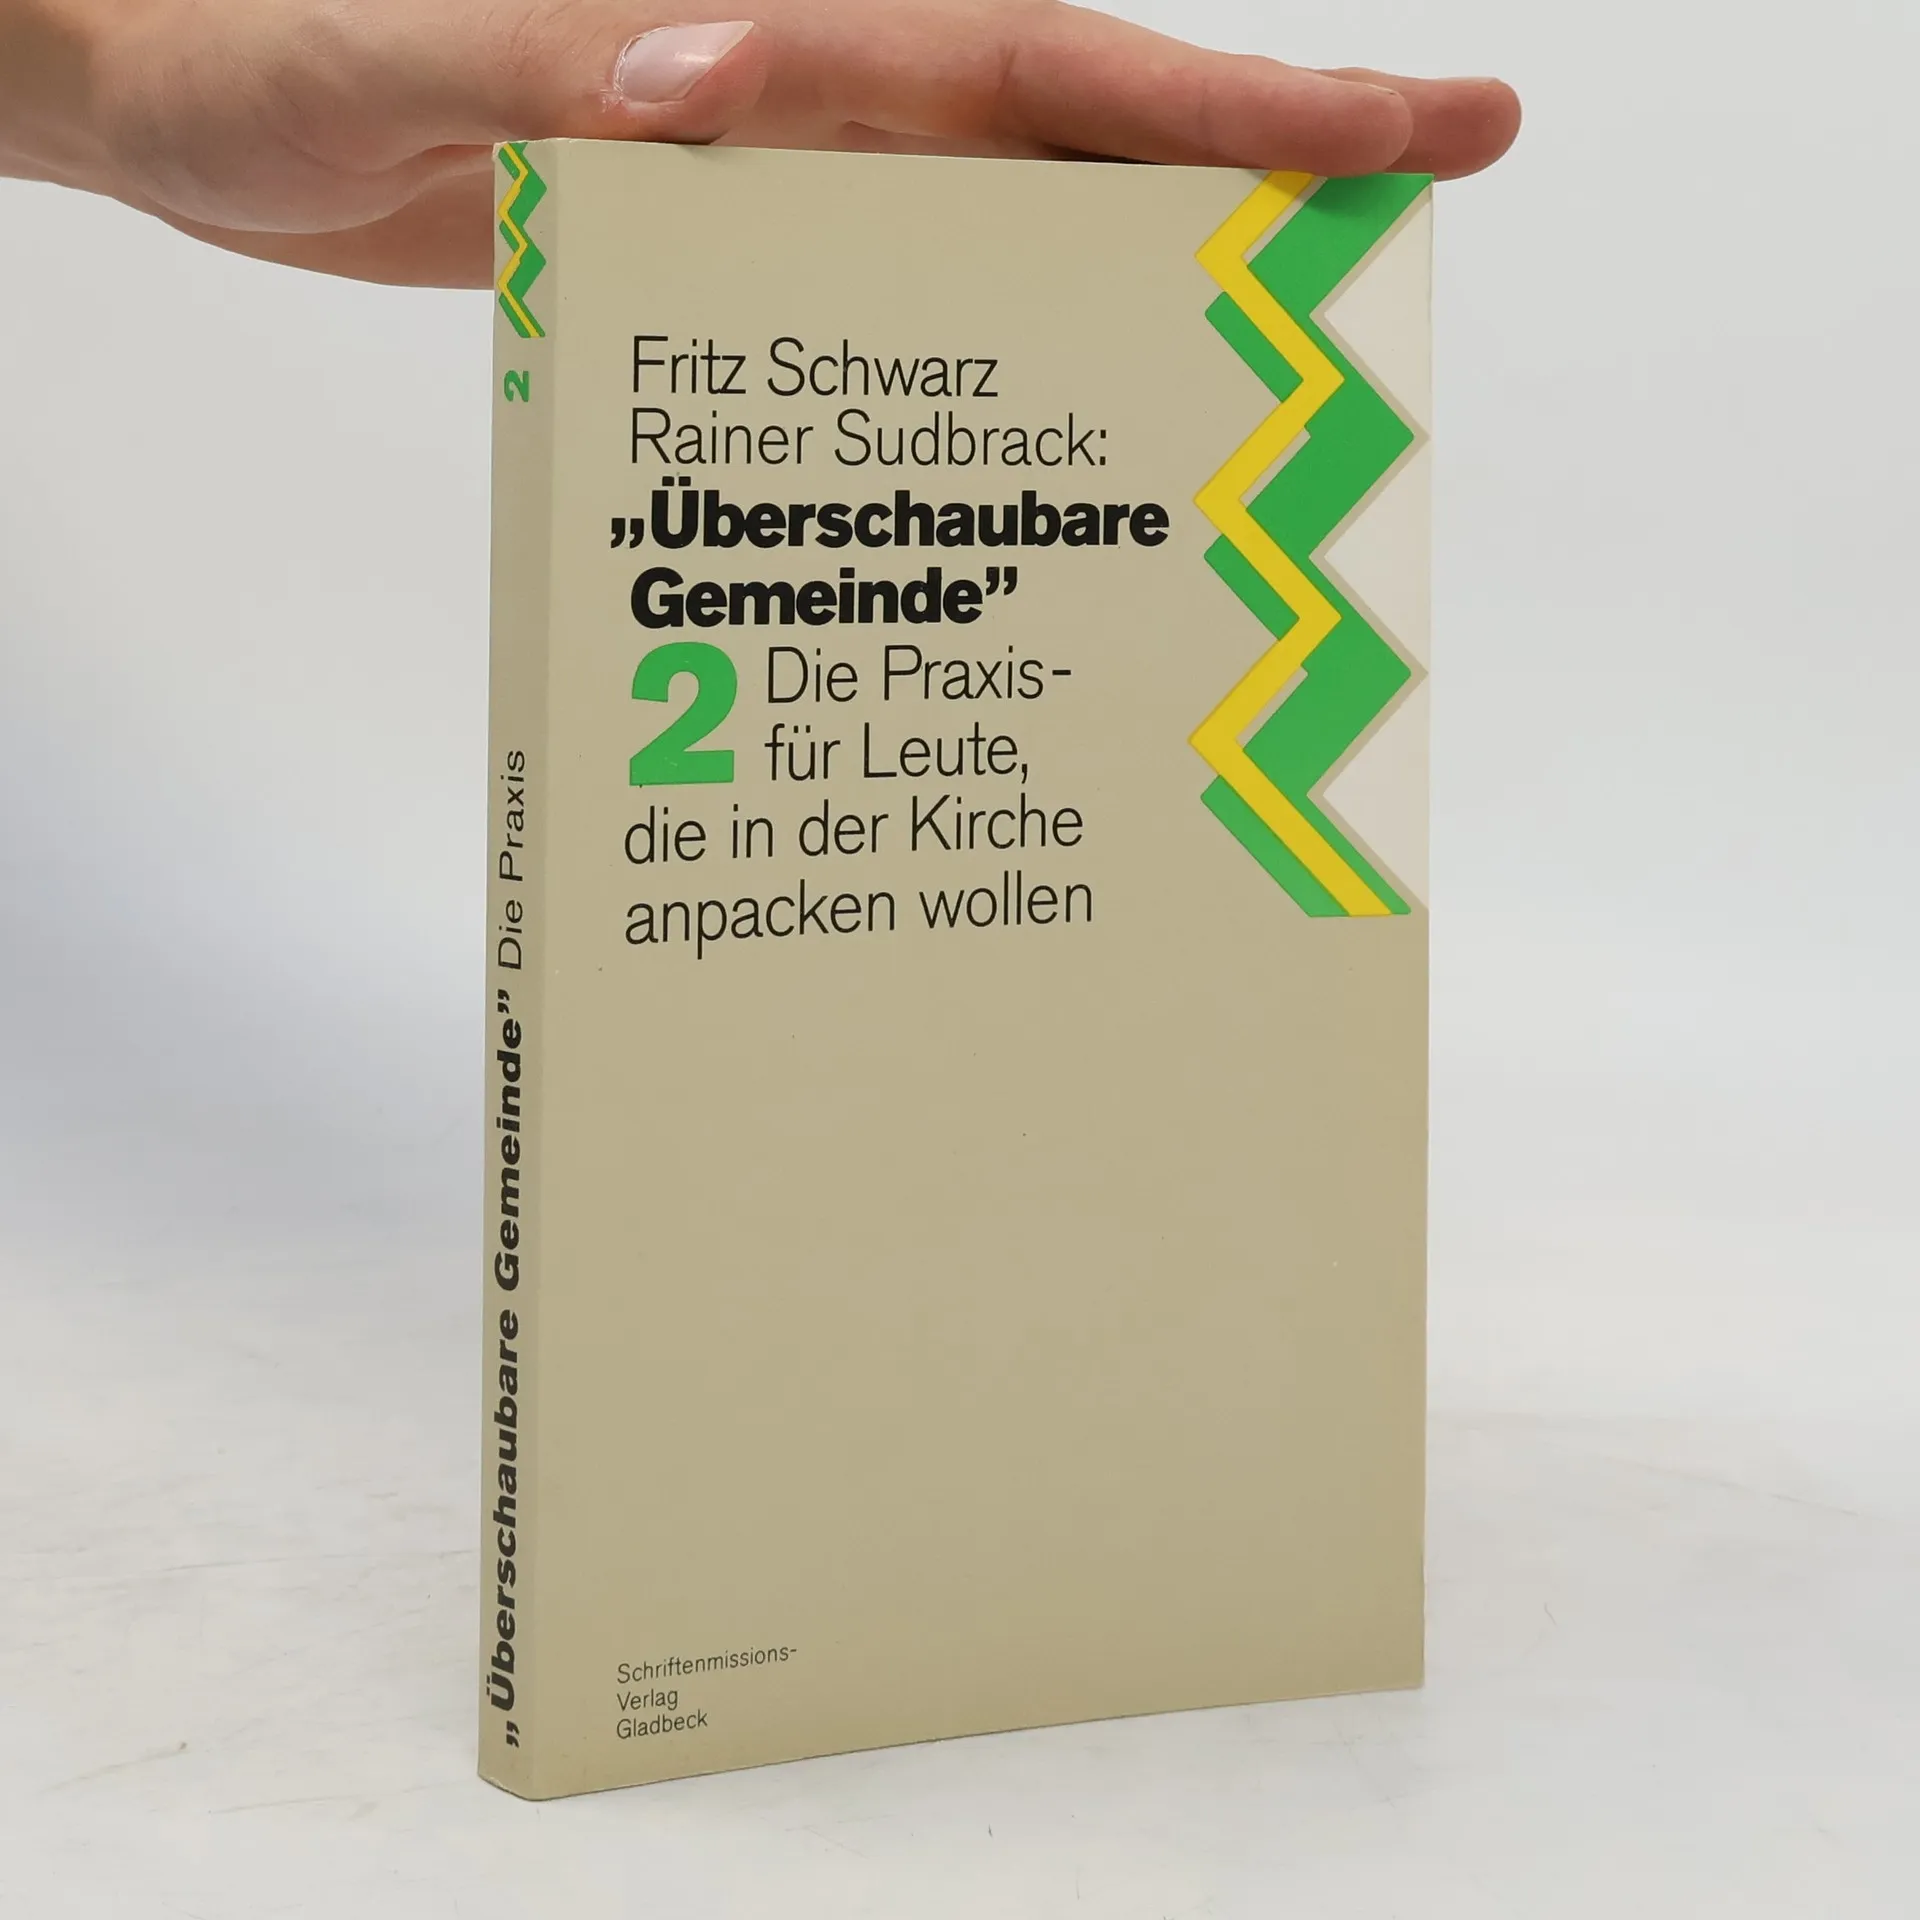 Fritz Schwarz
Rainer Sudbrack:
„Überschaubare
Gemeinde”
2 Die Praxis-
für Leute,
die in der Kirche
anpacken wollen
Schriftenmissions-
Verlag
Gladbeck
„Überschaubare Gemeinde” Die Praxis 2